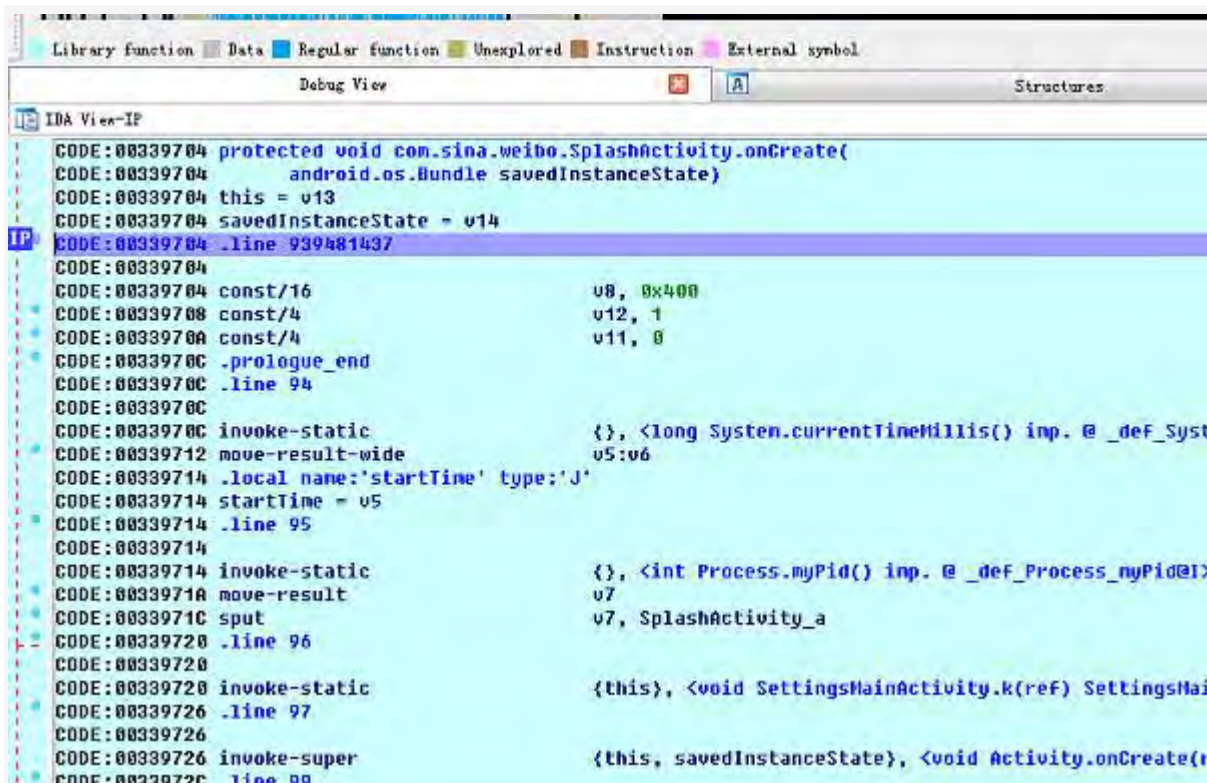 Library function Data Regular function Unexplored Instruction External symbol
Debug View Structures
IDA View-IP
CODE:00339704 protected void com.sina.weibo.SplashActivity.onCreate(
CODE:00339704 android.os.Bundle savedInstanceState)
CODE:00339704 this = v13
CODE:00339704 savedInstanceState = v14
IP CODE:00339704 .line 939481437
CODE:00339704
CODE:00339704 const/16 v8, 0x400
CODE:00339708 const/4 v12, 1
CODE:0033970A const/4 v11, 0
CODE:0033970C .prologue_end
CODE:0033970C .line 94
CODE:0033970C
CODE:0033970C invoke-static {}, <long System.currentTimeMillis() imp. @ _def_Syst
CODE:00339712 move-result-wide v5:v6
CODE:00339714 .local name:'startTime' type:'J'
CODE:00339714 startTime = v5
CODE:00339714 .line 95
CODE:00339714
CODE:00339714 invoke-static {}, <int Process.myPid() imp. @ _def_Process_myPid@I>
CODE:0033971A move-result v7
CODE:0033971C sput v7, SplashActivity_a
CODE:00339720 .line 96
CODE:00339720
CODE:00339720 invoke-static {this}, <void SettingsMainActivity.k(ref) SettingsMai
CODE:00339726 .line 97
CODE:00339726
CODE:00339726 invoke-super {this, savedInstanceState}, <void Activity.onCreate(r
CODE:0033972C .line 99